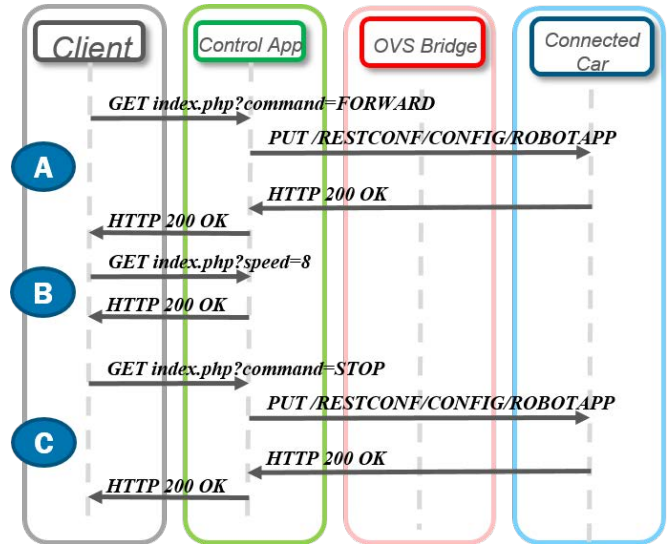 Client
Control App
OVS Bridge
Connected
Car
GET index.php?command=FORWARD
PUT /RESTCONF/CONFIG/ROBOTAPP
A
HTTP 200 OK
HTTP 200 OK
GET index.php?speed=8
B
HTTP 200 OK
GET index.php?command=STOP
PUT /RESTCONF/CONFIG/ROBOTAPP
C
HTTP 200 OK
HTTP 200 OK